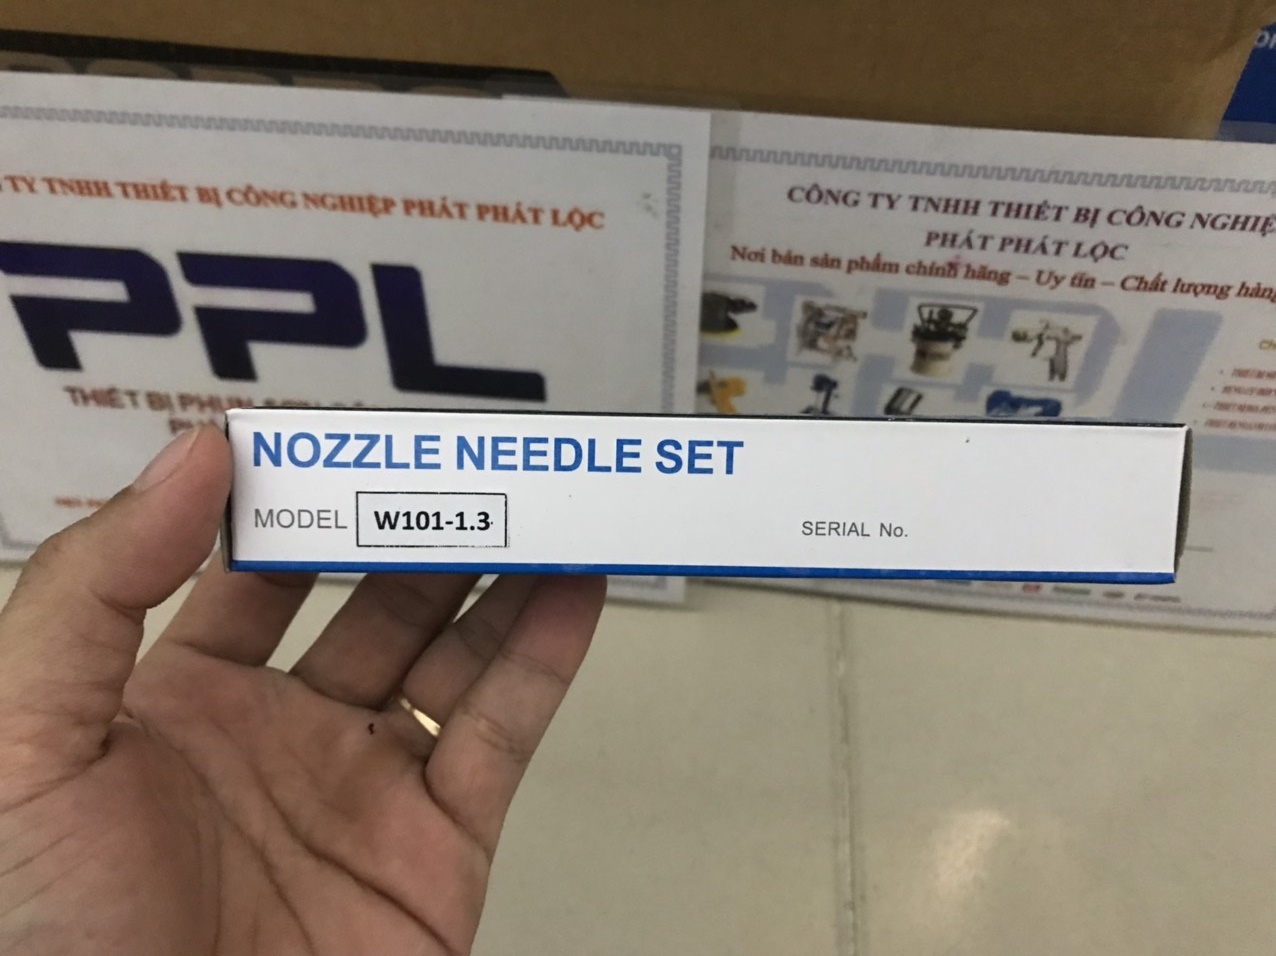 TY TNHH THIẾT BỊ CÔNG NGHIỆP PHÁT PHÁT LỘC
PPL
THIẾT BỊ PHUN SƠN
CÔNG TY TNHH THIẾT BỊ CÔNG
PHÁT PHÁT LỘC
Nơi bán sản phẩm chính hãng – Uy tín – Chất lượng hàng
NOZZLE NEEDLE SET
MODEL W101-1.3
SERIAL No.